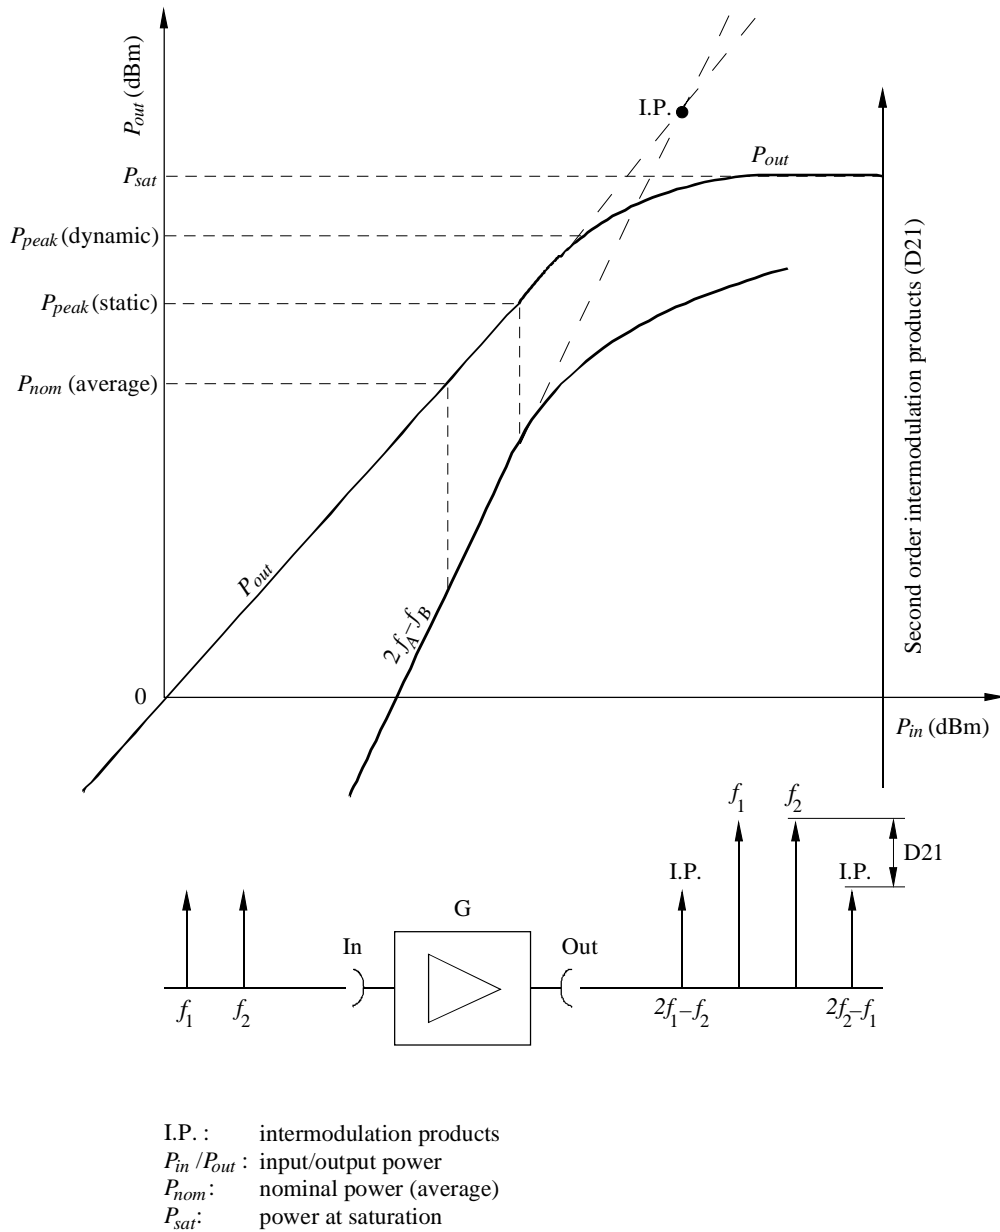 P_out (dBm)
I.P.
P_out
P_sat
P_peak (dynamic)
P_peak (static)
P_nom (average)
Second order intermodulation products (D21)
P_out
2f_A–f_B
0
P_in (dBm)
f_1
f_2
D21
I.P.
I.P.
G
In
Out
f_1
f_2
2f_1–f_2
2f_2–f_1
I.P. : intermodulation products
P_in /P_out : input/output power
P_nom: nominal power (average)
P_sat: power at saturation